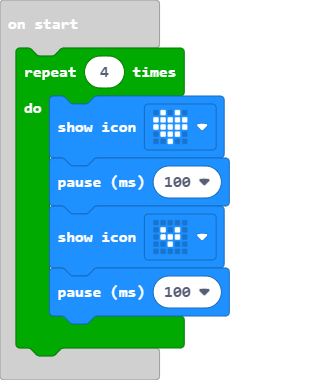 on start
repeat 4 times
do
show icon
pause (ms) 100
show icon
pause (ms) 100